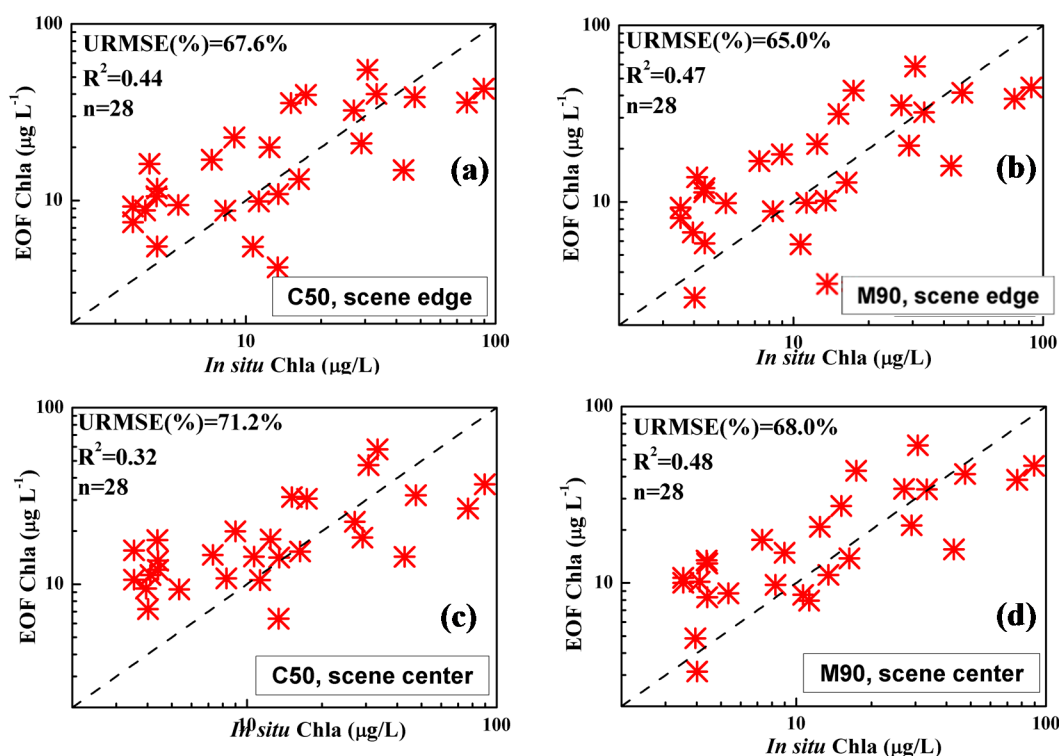 100
URMSE(%)=67.6%
R²=0.44
n=28
(a)
10
EOF Chla (μg L⁻¹)
C50, scene edge
10
100
In situ Chla (μg/L)
100
URMSE(%)=65.0%
R²=0.47
n=28
(b)
10
EOF Chla (μg L⁻¹)
M90, scene edge
10
100
In situ Chla (μg/L)
100
URMSE(%)=71.2%
R²=0.32
n=28
10
EOF Chla (μg L⁻¹)
(c)
C50, scene center
10
100
In situ Chla (μg/L)
100
URMSE(%)=68.0%
R²=0.48
n=28
10
EOF Chla (μg L⁻¹)
(d)
M90, scene center
10
100
In situ Chla (μg/L)